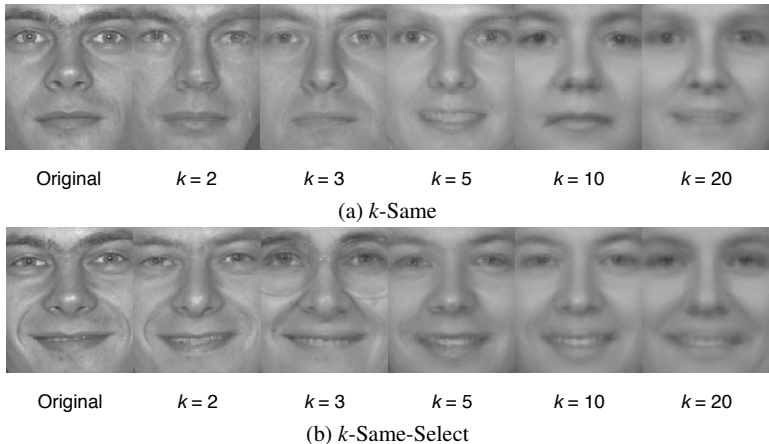 Original k = 2 k = 3 k = 5 k = 10 k = 20
(a) k-Same
Original k = 2 k = 3 k = 5 k = 10 k = 20
(b) k-Same-Select